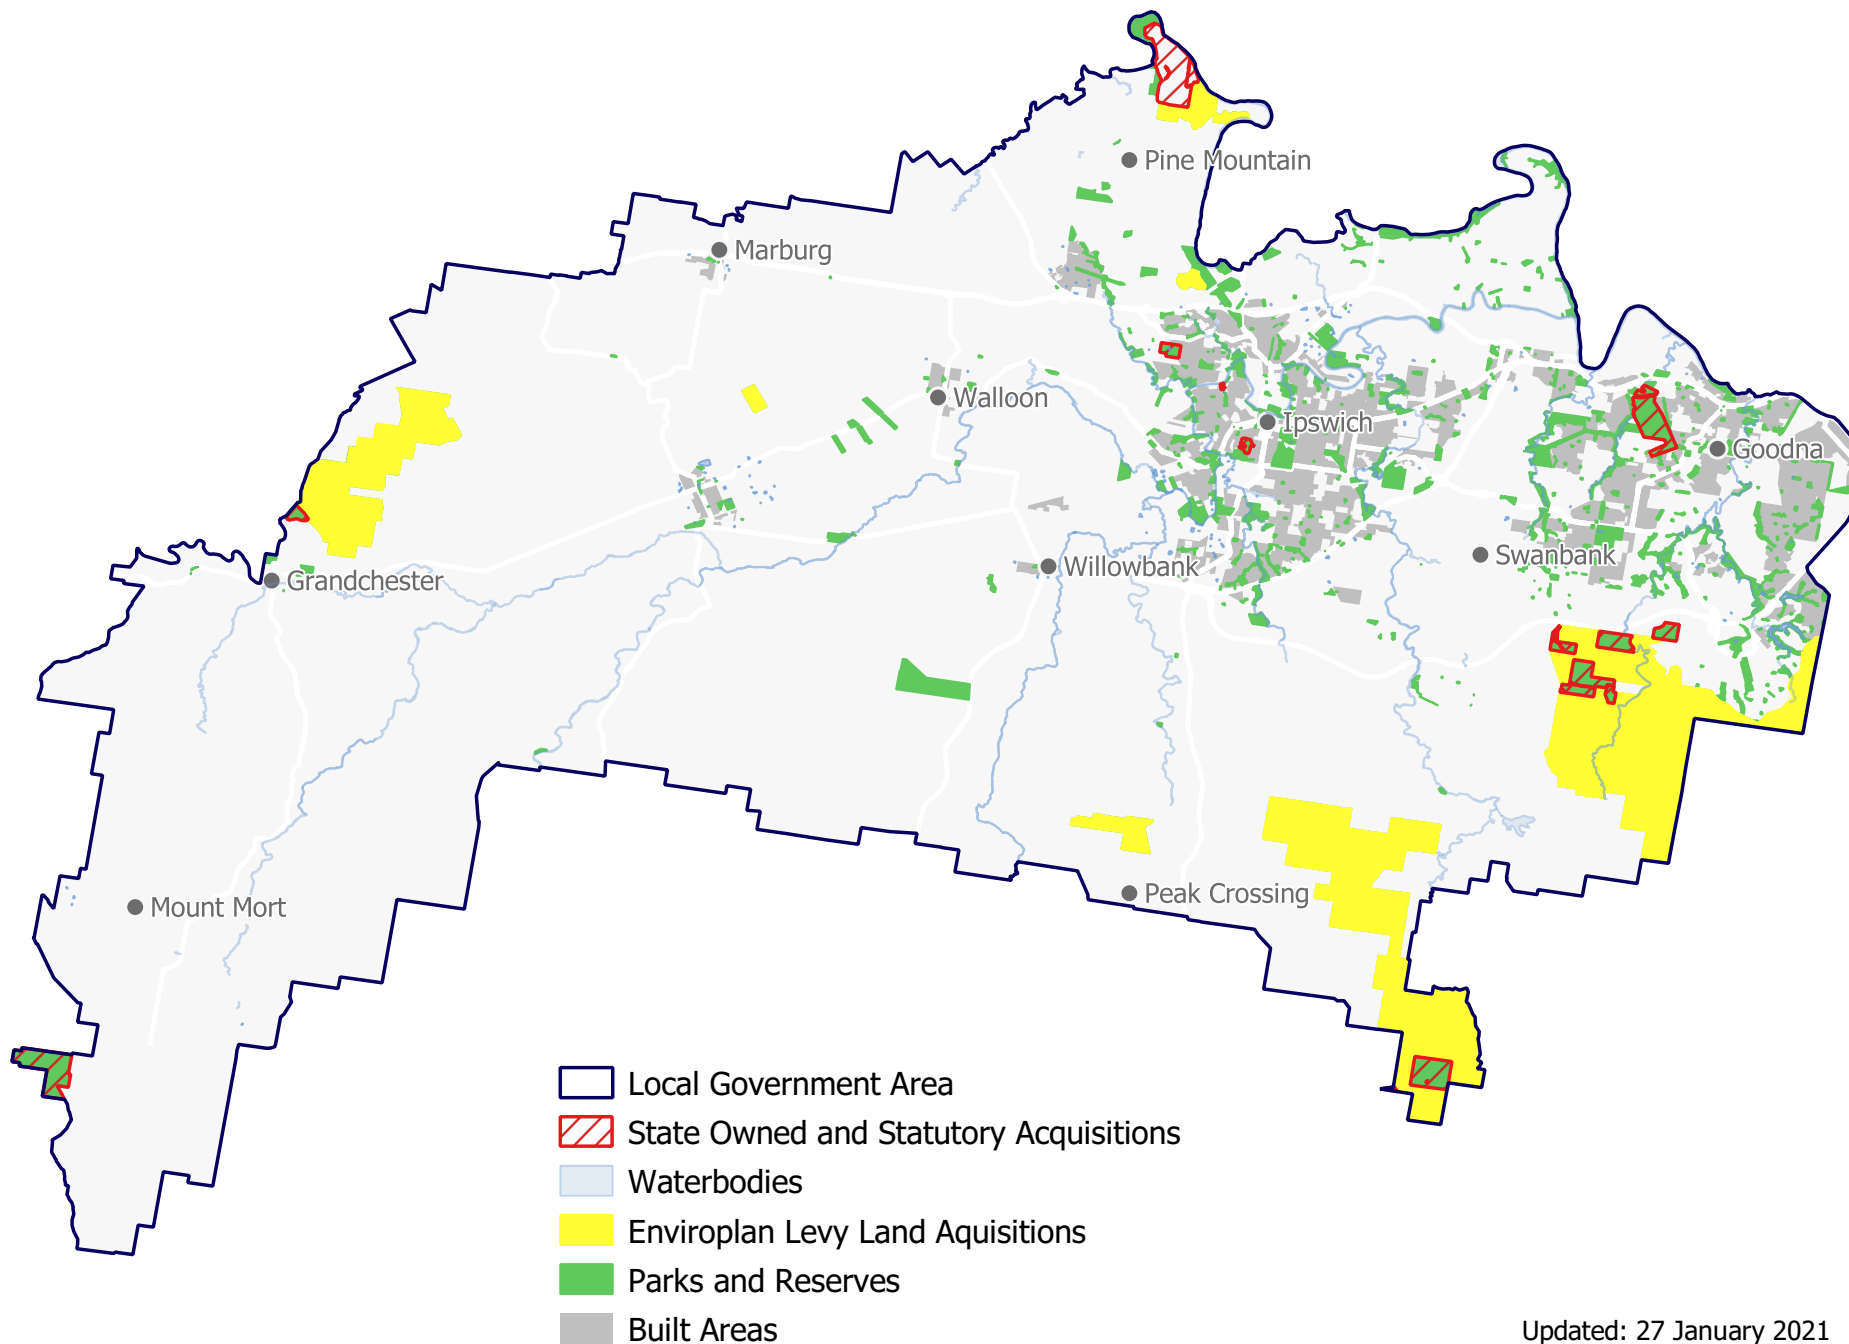 Pine Mountain
Marburg
Walloon
Ipswich
Goodna
Swanbank
Willowbank
Grandchester
Peak Crossing
Mount Mort
Local Government Area
State Owned and Statutory Acquisitions
Waterbodies
Enviroplan Levy Land Aquisitions
Parks and Reserves
Built Areas
Updated: 27 January 2021